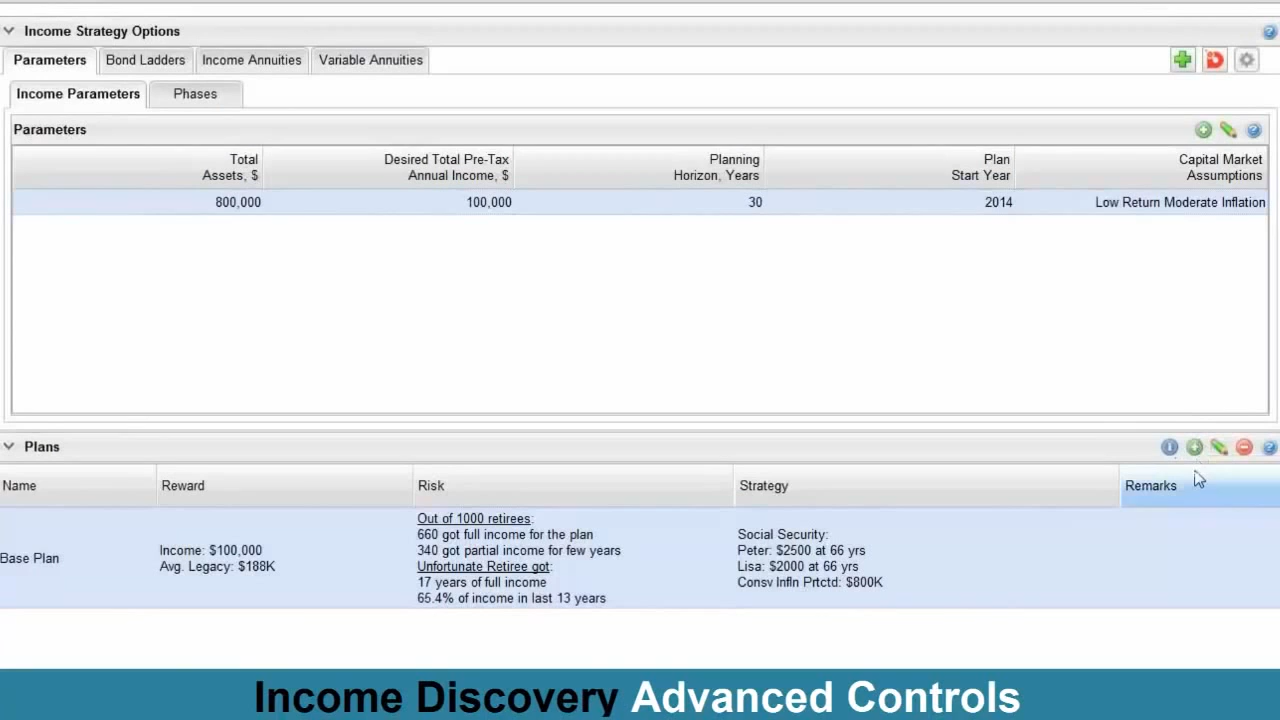 Income Strategy Options
Parameters Bond Ladders Income Annuities Variable Annuities
Income Parameters Phases
Parameters
Total Assets, $
Desired Total Pre-Tax Annual Income, $
Planning Horizon, Years
Plan Start Year
Capital Market Assumptions
800,000 100,000 30 2014 Low Return Moderate Inflation
Plans
Name Reward Risk Strategy Remarks
Base Plan
Income: $100,000
Avg. Legacy: $188K
Out of 1000 retirees:
660 got full income for the plan
340 got partial income for few years
Unfortunate Retiree got:
17 years of full income
65.4% of income in last 13 years
Social Security:
Peter: $2500 at 66 yrs
Lisa: $2000 at 66 yrs
Consv Infln Prtctd: $800K
Income Discovery Advanced Controls